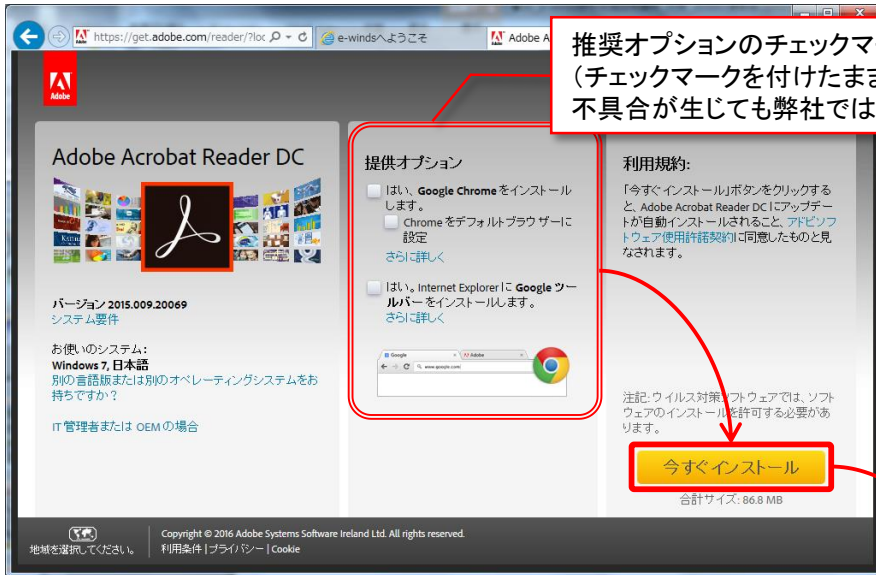 https://get.adobe.com/reader/?loc
e-windsへようこそ
Adobe A
推奨オプションのチェックマ
(チェックマークを付けたまま
不具合が生じても弊社では
Adobe
Adobe Acrobat Reader DC
バージョン 2015.009.20069
システム要件
お使いのシステム:
Windows 7, 日本語
別の言語版または別のオペレーティングシステムをお
持ちですか?
IT 管理者または OEM の場合
提供オプション
はい、Google Chrome をインストール
します。
Chrome をデフォルトブラウザーに
設定
さらに詳しく
はい。Internet Explorer に Google ツー
ルバー をインストールします。
さらに詳しく
Google
Adobe
www.google.com
利用規約:
「今すぐインストール」ボタンをクリックする
と、Adobe Acrobat Reader DC にアップデー
トが自動インストールされること、アドビソフ
トウェア使用許諾契約に同意したものと見
なされます。
注記:ウイルス対策ソフトウェアでは、ソフト
ウェアのインストールを許可する必要があ
ります。
今すぐインストール
合計サイズ: 86.8 MB
地域を選択してください。
Copyright © 2016 Adobe Systems Software Ireland Ltd. All rights reserved.
利用条件 | プライバシー | Cookie